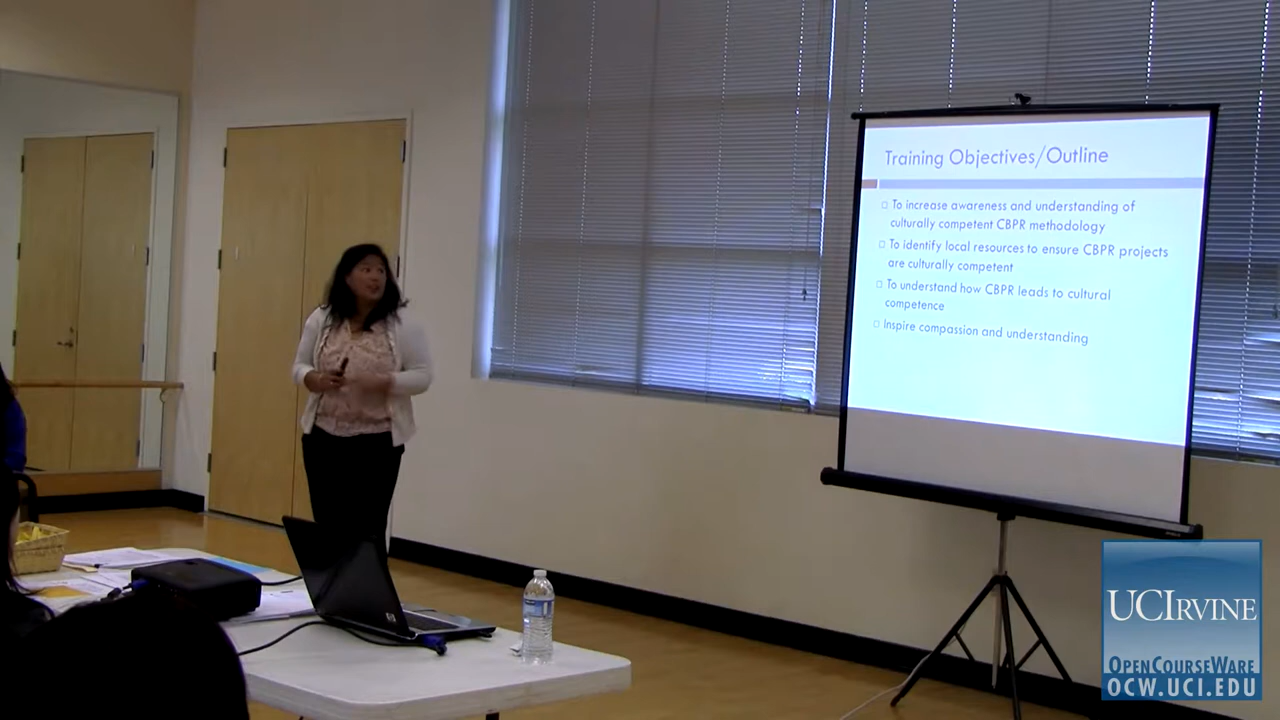 Training Objectives/Outline
□ To increase awareness and understanding of
culturally competent CBPR methodology
□ To identify local resources to ensure CBPR projects
are culturally competent
□ To understand how CBPR leads to cultural
competence
□ Inspire compassion and understanding
UCIRVINE
OPENCOURSEWARE
OCW.UCI.EDU